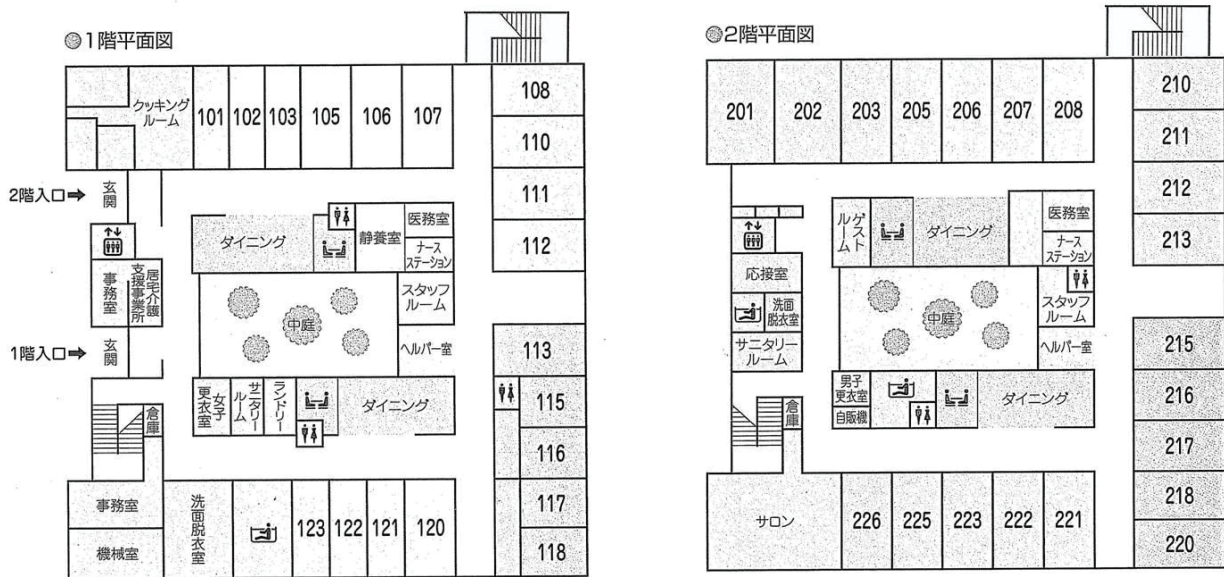 1階平面図
クッキング
ルーム
101
102
103
105
106
107
108
110
111
112
2階入口
玄関
ダイニング
静養室
医務室
ナース
ステーション
事務室
居宅介護
支援事業所
中庭
スタッフ
ルーム
ヘルパー室
1階入口
玄関
113
115
116
117
118
女子
更衣室
サニタリー
ルーム
ランドリー
ダイニング
倉庫
事務室
機械室
洗面
脱衣室
123
122
121
120
2階平面図
201
202
203
205
206
207
208
210
211
212
213
ゲスト
ルーム
ダイニング
医務室
ナース
ステーション
応接室
洗面
脱衣室
サニタリー
ルーム
中庭
スタッフ
ルーム
ヘルパー室
215
216
217
218
220
男子
更衣室
自販機
ダイニング
倉庫
サロン
226
225
223
222
221